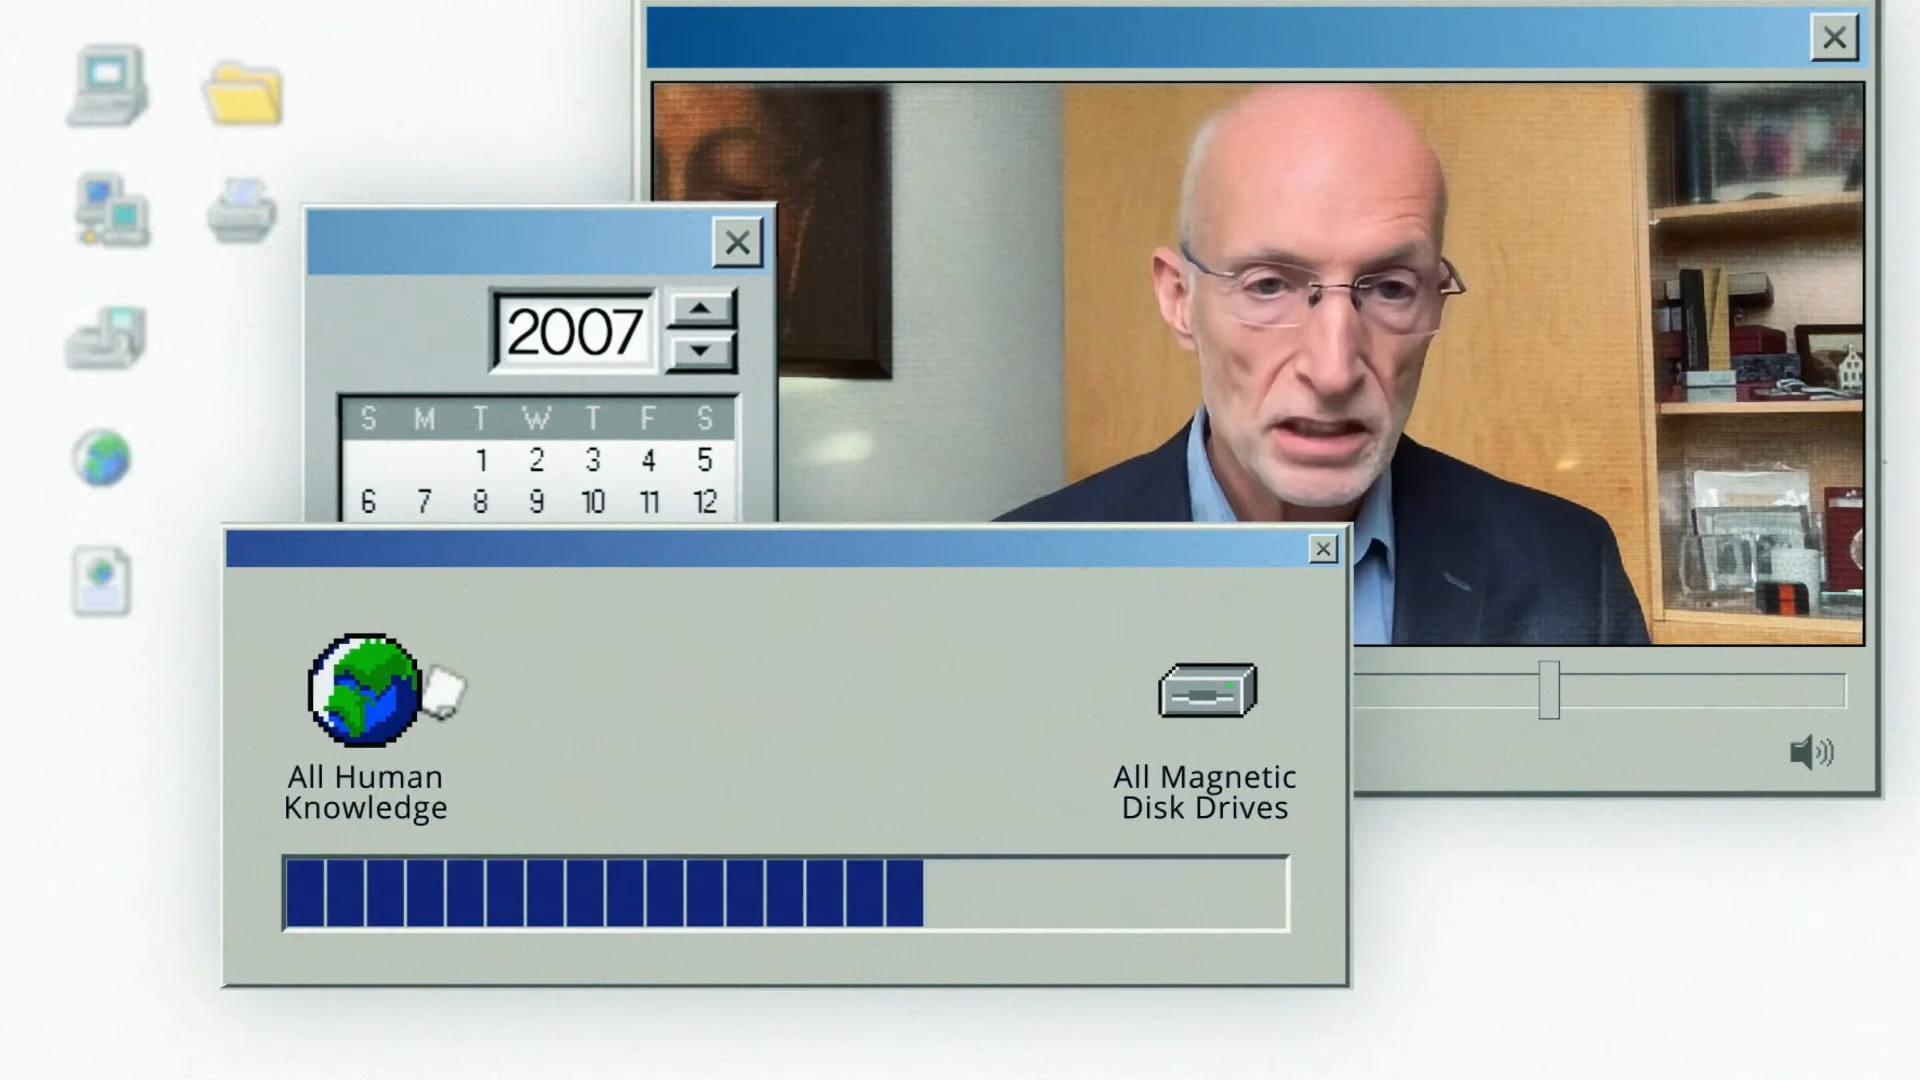 2007
S M T W T F S
1 2 3 4 5
6 7 8 9 10 11 12
All Human
Knowledge
All Magnetic
Disk Drives